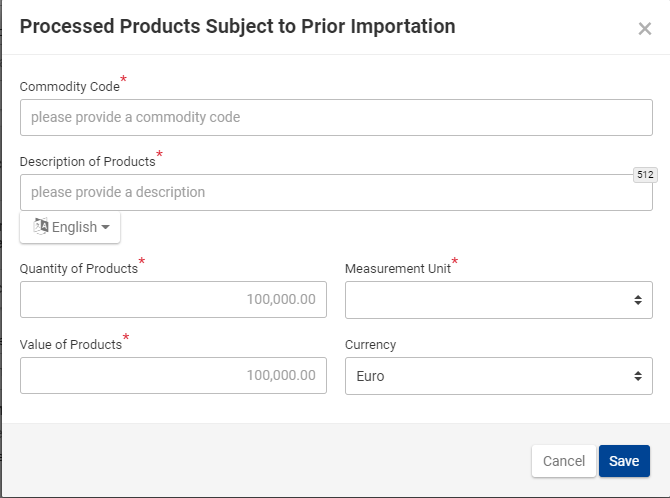 Processed Products Subject to Prior Importation ×
Commodity Code*
please provide a commodity code
Description of Products*
512
please provide a description
English
Quantity of Products* Measurement Unit*
100,000.00
Value of Products* Currency
100,000.00 Euro
Cancel Save